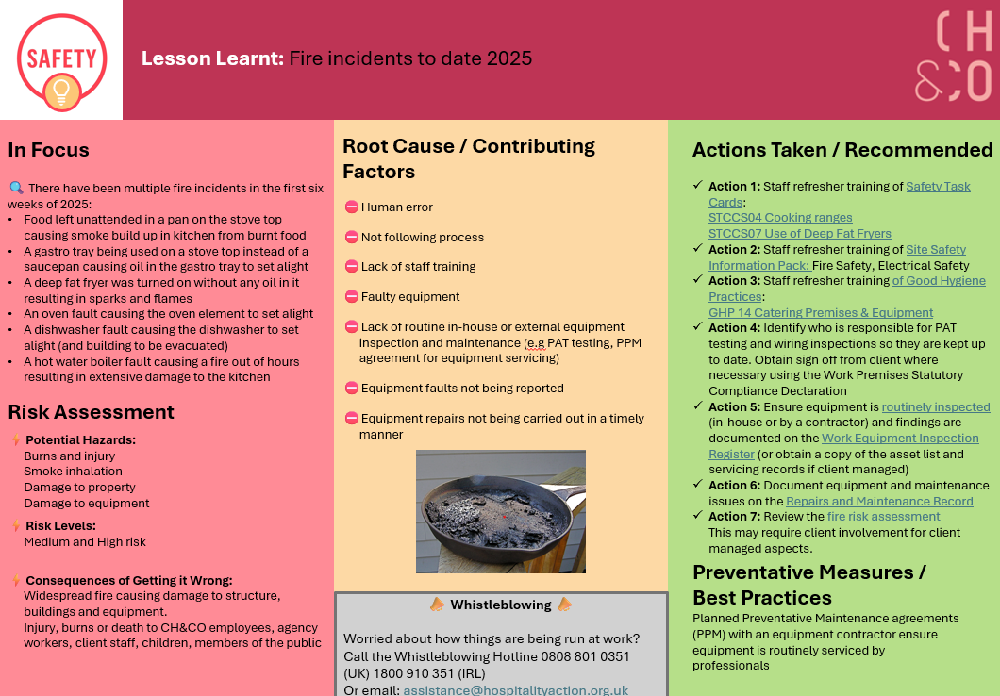 SAFETY
Lesson Learnt: Fire incidents to date 2025
CH
&CO
In Focus
There have been multiple fire incidents in the first six
weeks of 2025:
• Food left unattended in a pan on the stove top
causing smoke build up in kitchen from burnt food
• A gastro tray being used on a stove top instead of a
saucepan causing oil in the gastro tray to set alight
• A deep fat fryer was turned on without any oil in it
resulting in sparks and flames
• An oven fault causing the oven element to set alight
• A dishwasher fault causing the dishwasher to set
alight (and building to be evacuated)
• A hot water boiler fault causing a fire out of hours
resulting in extensive damage to the kitchen
Risk Assessment
Potential Hazards:
Burns and injury
Smoke inhalation
Damage to property
Damage to equipment
Risk Levels:
Medium and High risk
Consequences of Getting it Wrong:
Widespread fire causing damage to structure,
buildings and equipment.
Injury, burns or death to CH&CO employees, agency
workers, client staff, children, members of the public
Root Cause / Contributing
Factors
Human error
Not following process
Lack of staff training
Faulty equipment
Lack of routine in-house or external equipment
inspection and maintenance (e.g PAT testing, PPM
agreement for equipment servicing)
Equipment faults not being reported
Equipment repairs not being carried out in a timely
manner
Whistleblowing
Worried about how things are being run at work?
Call the Whistleblowing Hotline 0808 801 0351
(UK) 1800 910 351 (IRL)
Or email: assistance@hospitalityaction.org.uk
Actions Taken / Recommended
✓ Action 1: Staff refresher training of Safety Task
Cards:
STCCS04 Cooking ranges
STCCS07 Use of Deep Fat Fryers
✓ Action 2: Staff refresher training of Site Safety
Information Pack: Fire Safety, Electrical Safety
✓ Action 3: Staff refresher training of Good Hygiene
Practices:
GHP 14 Catering Premises & Equipment
✓ Action 4: Identify who is responsible for PAT
testing and wiring inspections so they are kept up
to date. Obtain sign off from client where
necessary using the Work Premises Statutory
Compliance Declaration
✓ Action 5: Ensure equipment is routinely inspected
(in-house or by a contractor) and findings are
documented on the Work Equipment Inspection
Register (or obtain a copy of the asset list and
servicing records if client managed)
✓ Action 6: Document equipment and maintenance
issues on the Repairs and Maintenance Record
✓ Action 7: Review the fire risk assessment
This may require client involvement for client
managed aspects.
Preventative Measures /
Best Practices
Planned Preventative Maintenance agreements
(PPM) with an equipment contractor ensure
equipment is routinely serviced by
professionals